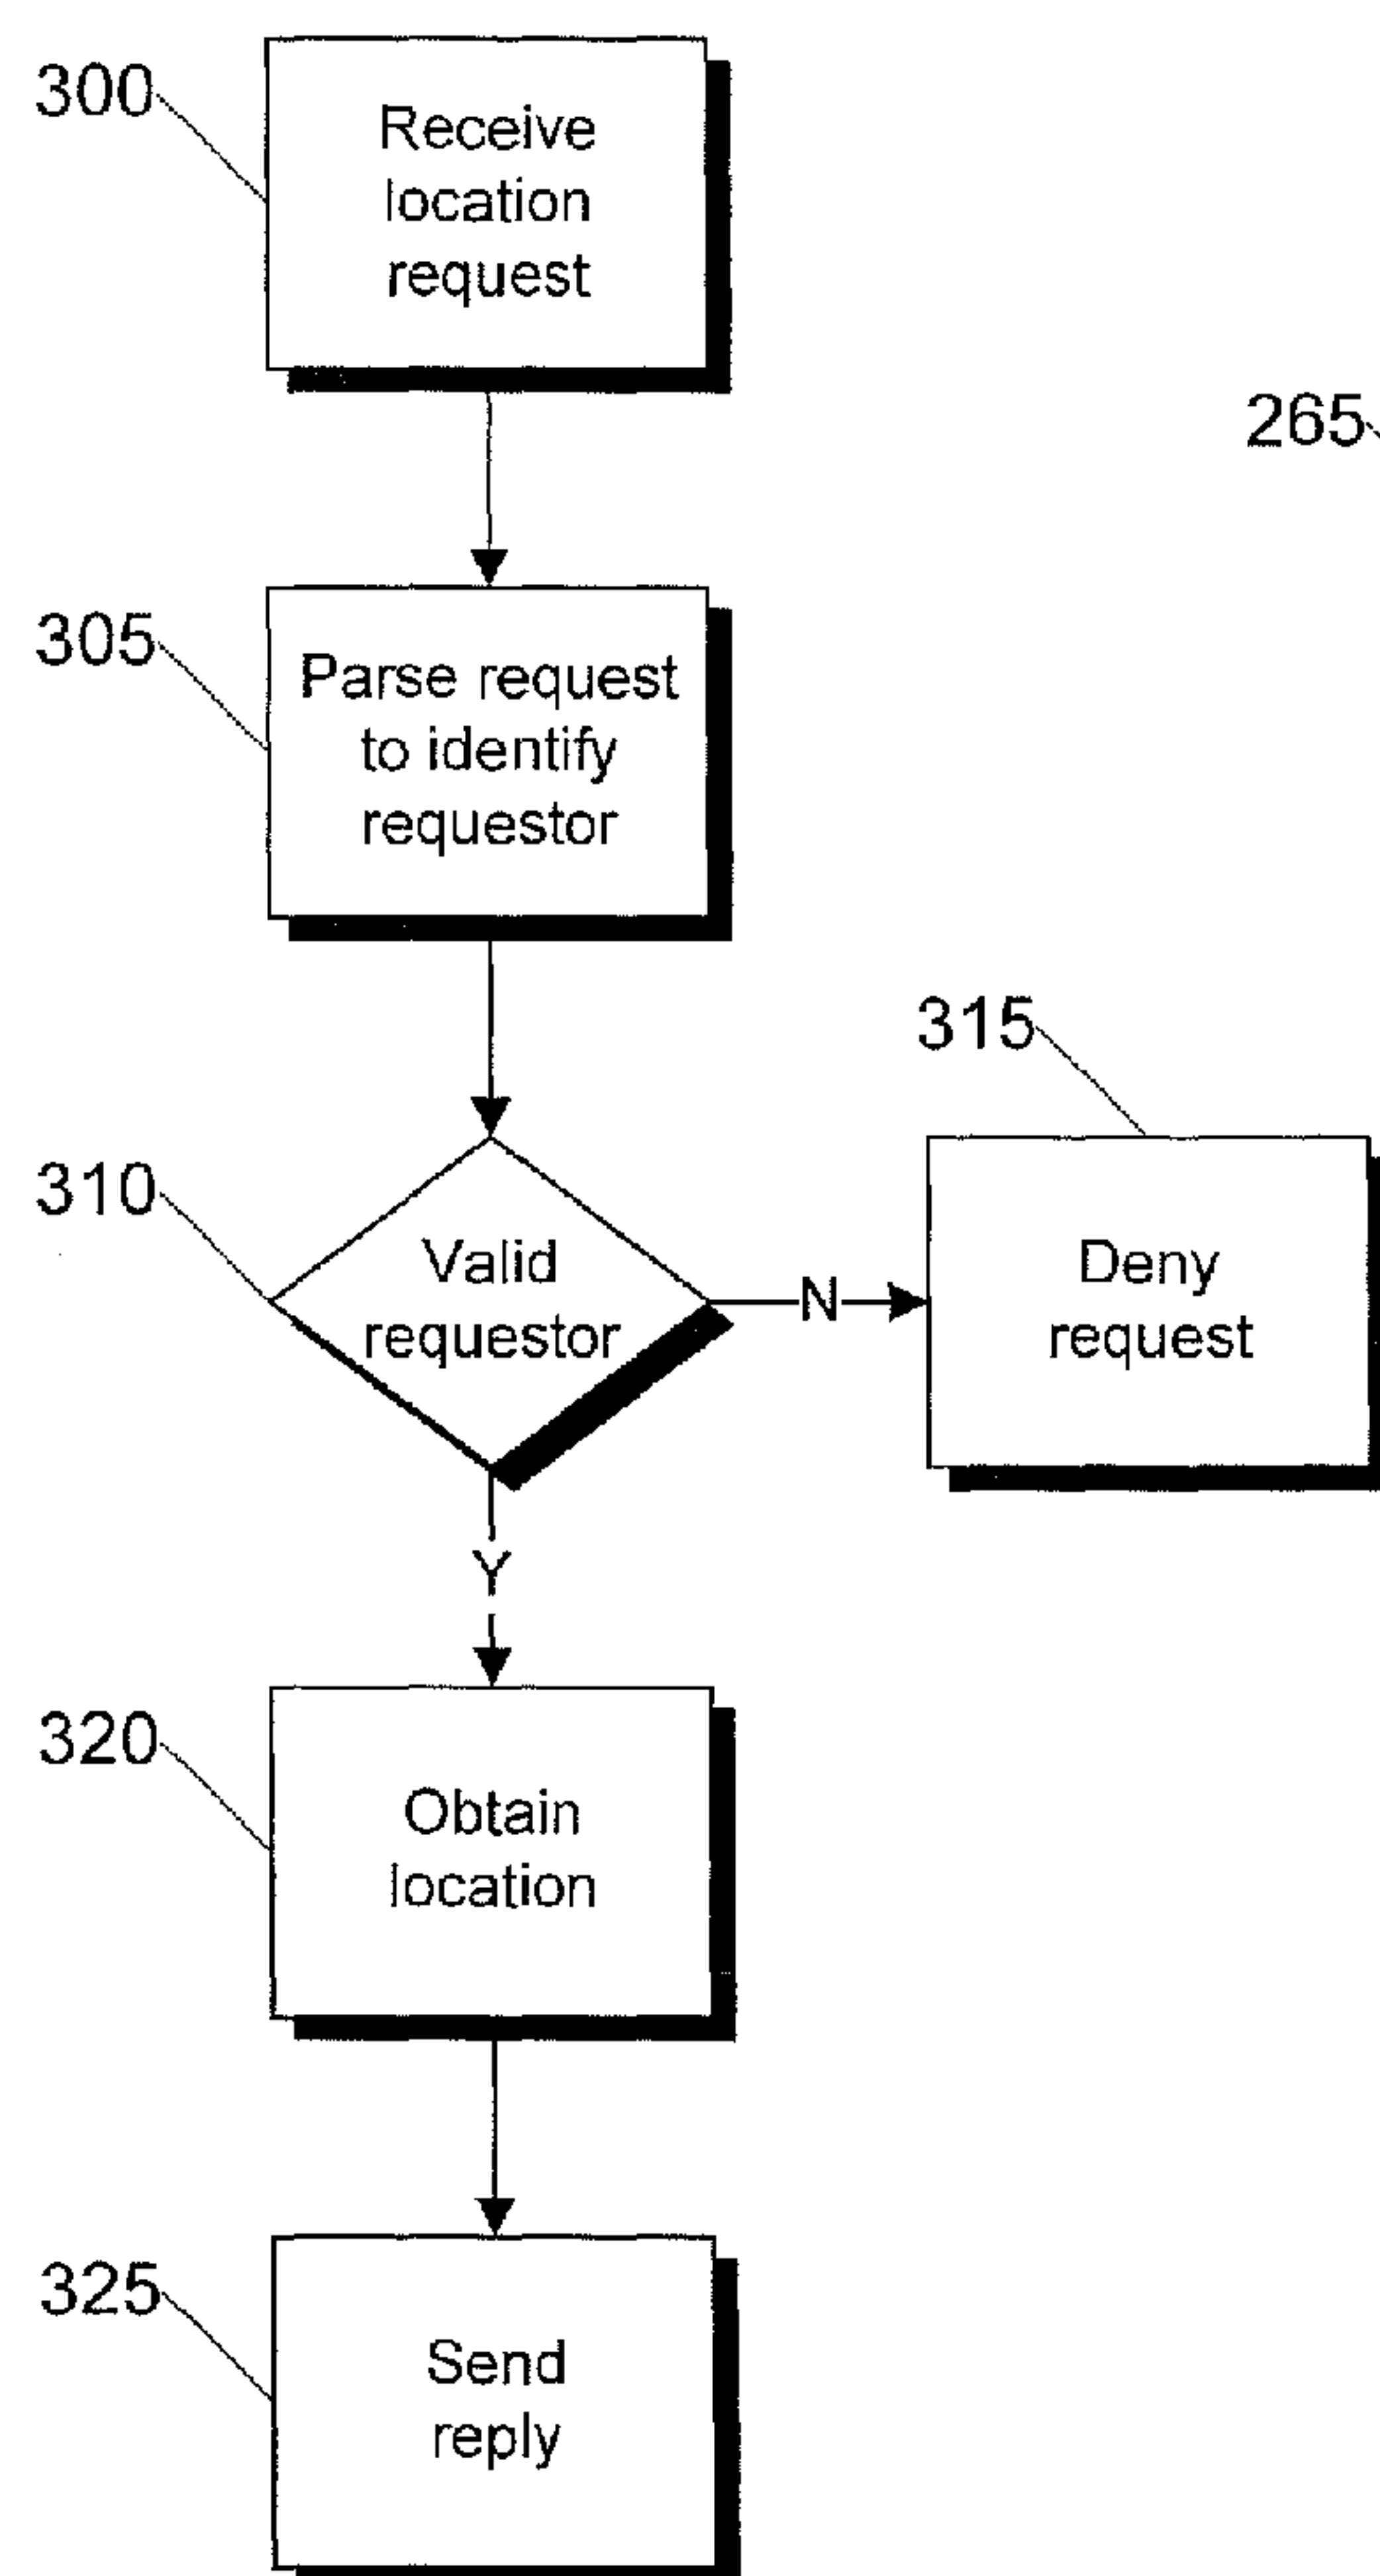 300
Receive
location
request
265
305
Parse request
to identify
requestor
315
310
Valid
requestor
N
Deny
request
Y
320
Obtain
location
325
Send
reply